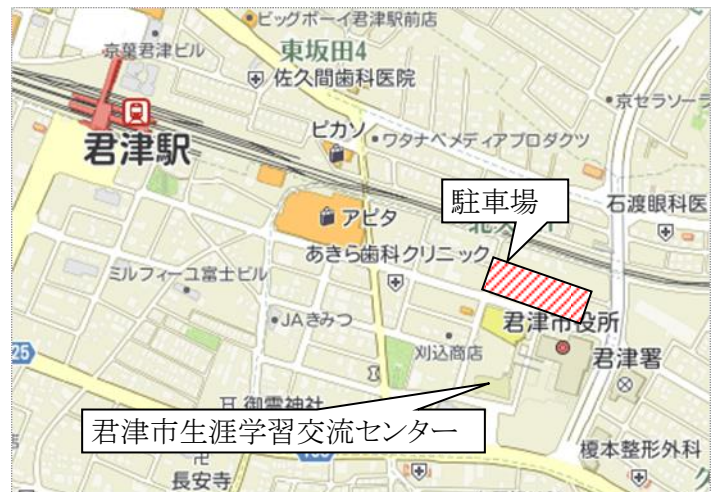 ビッグボーイ君津駅前店
京葉君津ビル
東坂田4
佐久間歯科医院
京セラソーラ
ピカソ
ワタナベメディアプロダクツ
君津駅
駐車場
石渡眼科医
アピタ
あきら歯科クリニック
ミルフィーユ富士ビル
JAきみつ
君津市役所
刈込商店
君津署
御霊神社
君津市生涯学習交流センター
榎本整形外科
長安寺